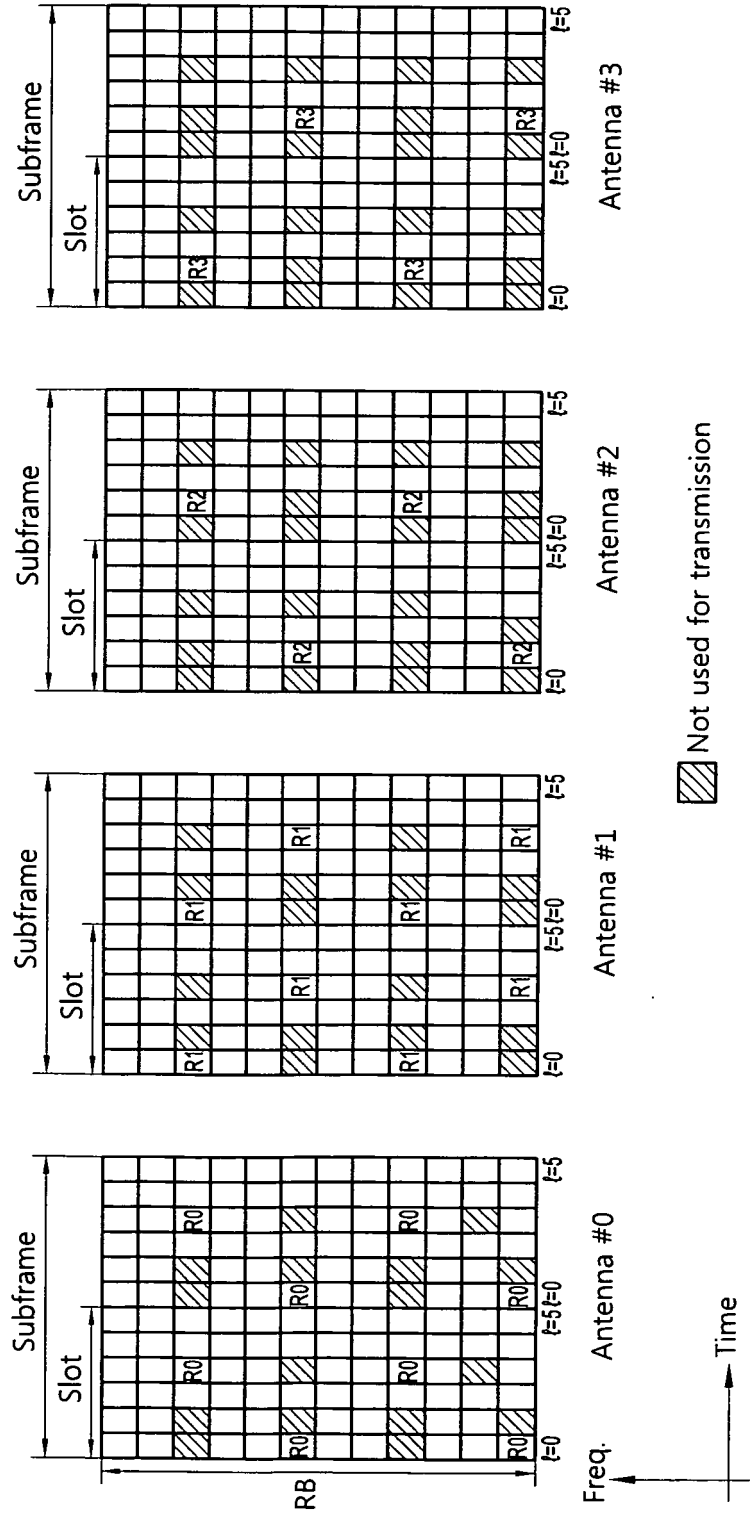 Subframe
Slot
RB
R0 R0
R0 R0
R0 R0
R0 R0
ℓ=0 ℓ=5 ℓ=0 ℓ=5
Antenna #0
Subframe
Slot
R1 R1
R1 R1
R1 R1
R1 R1
ℓ=0 ℓ=5 ℓ=0 ℓ=5
Antenna #1
Subframe
Slot
R2
R2
R2
R2
ℓ=0 ℓ=5 ℓ=0 ℓ=5
Antenna #2
Subframe
Slot
R3
R3
R3
R3
ℓ=0 ℓ=5 ℓ=0 ℓ=5
Antenna #3
Freq.
Time
Not used for transmission